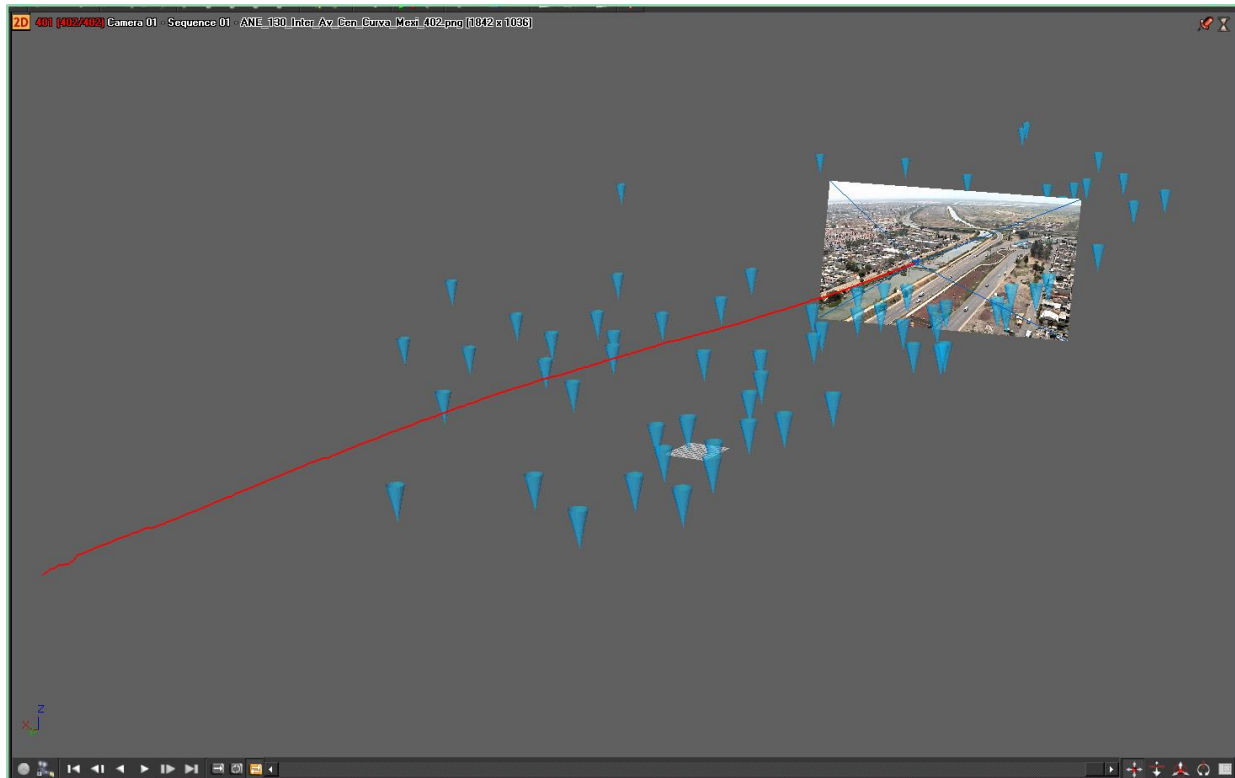 2D 401 [402/402] Camera 01 - Sequence 01 - ANE_130_Inter_Av_Cen_Curva_Mexi_402.png [1842 x 1036]
Z
X